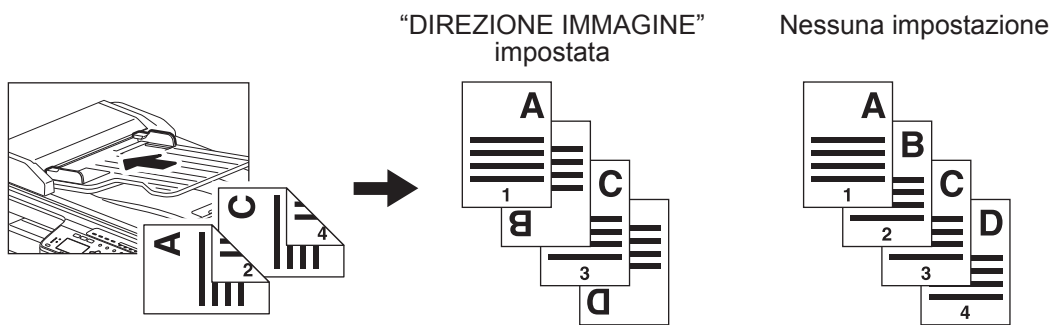 “DIREZIONE IMMAGINE”
impostata
Nessuna impostazione
A
2
C
4
A
1
B
C
3
D
A
1
B
2
C
3
D
4